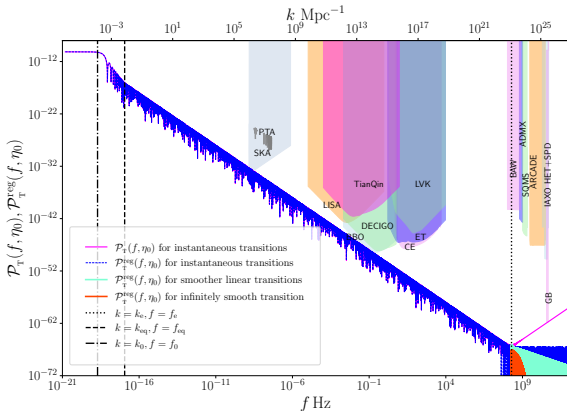 k Mpc⁻¹
10⁻³ 10¹ 10⁵ 10⁹ 10¹³ 10¹⁷ 10²¹ 10²⁵
10⁻¹²
10⁻²²
10⁻³²
10⁻⁴²
10⁻⁵²
10⁻⁶²
10⁻⁷²
𝒫_T(f, η₀), 𝒫_T^reg(f, η₀)
PTA
SKA
LISA
TianQin
DECIGO
BBO
LVK
ET
CE
BAW
ADMX
SQMS
ARCADE
IAXO HET+SPD
GB
𝒫_T(f, η₀) for instantaneous transitions
𝒫_T^reg(f, η₀) for instantaneous transitions
𝒫_T^reg(f, η₀) for smoother linear transitions
𝒫_T^reg(f, η₀) for infinitely smooth transition
k = k_e, f = f_e
k = k_eq, f = f_eq
k = k₀, f = f₀
10⁻²¹ 10⁻¹⁶ 10⁻¹¹ 10⁻⁶ 10⁻¹ 10⁴ 10⁹
f Hz